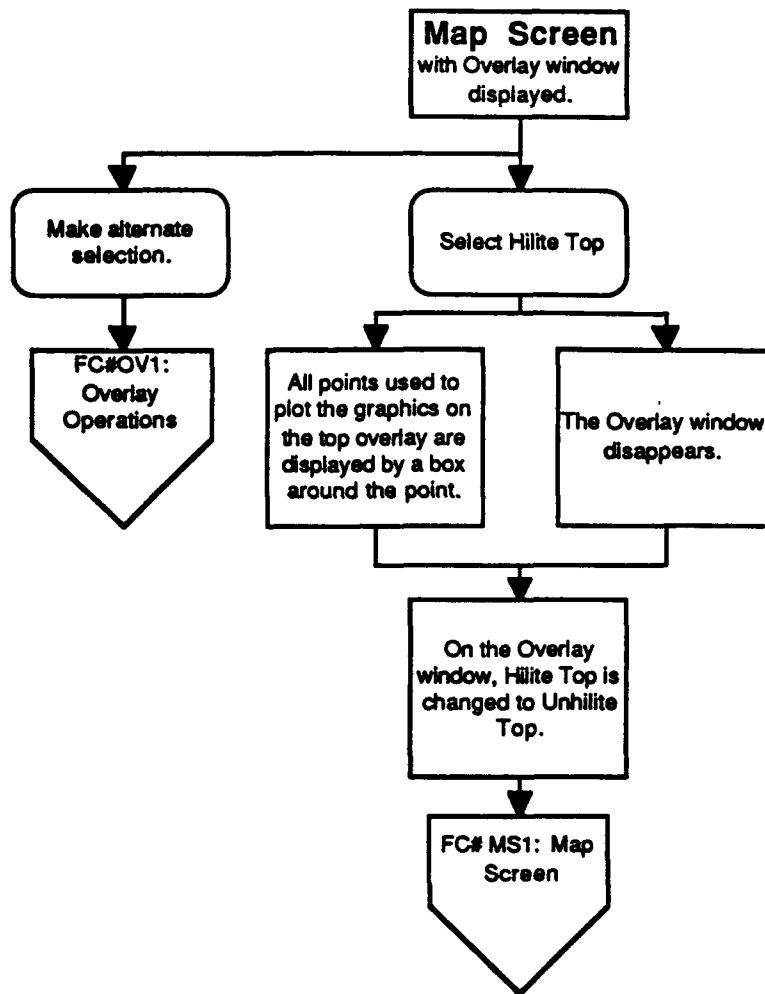 Map Screen
with Overlay window
displayed.
Make alternate
selection.
Select Hilite Top
FC#OV1:
Overlay
Operations
All points used to
plot the graphics on
the top overlay are
displayed by a box
around the point.
The Overlay window
disappears.
On the Overlay
window, Hilite Top is
changed to Unhilite
Top.
FC# MS1: Map
Screen